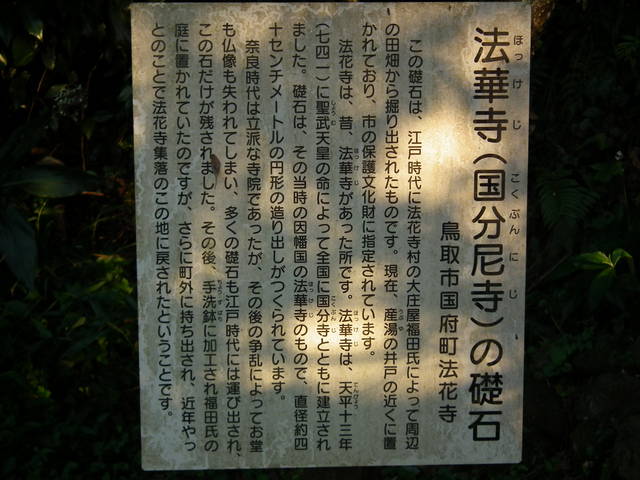 法華寺（国分尼寺）の礎石
ほっけじ　こくぶんにじ
鳥取市国府町法花寺
この礎石は、江戸時代に法花寺村の大庄屋福田氏によって周辺
の田畑から掘り出されたものです。現在、産湯の井戸の近くに置
かれており、市の保護文化財に指定されています。
法花寺は、昔、法華寺があった所です。法華寺は、天平十三年
（七四一）に聖武天皇の命によって全国に国分寺とともに建立され
ました。礎石は、その当時の因幡国の法華寺のもので、直径約四
十センチメートルの円形の造り出しがつくられています。
奈良時代は立派な寺院であったが、その後の争乱によってお堂
も仏像も失われてしまい、多くの礎石も江戸時代には運び出され、
この石だけが残されました。その後、手洗鉢に加工され福田氏の
庭に置かれていたのですが、さらに町外に持ち出され、近年やっ
とのことで法花寺集落のこの地に戻されたということです。